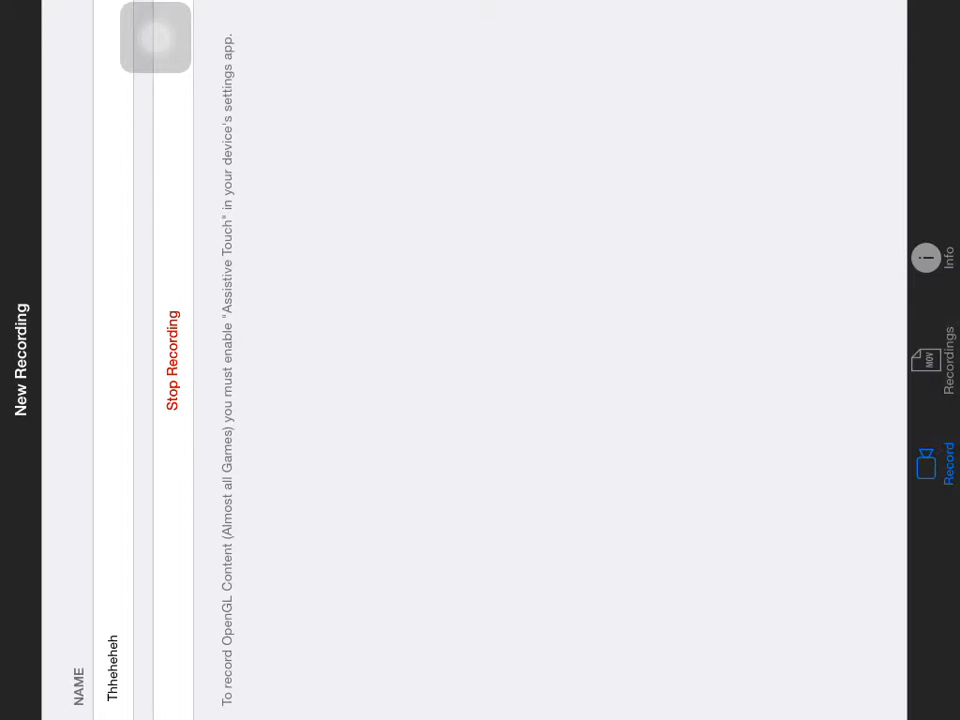 New Recording
NAME
Thheheheh
Stop Recording
To record OpenGL Content (Almost all Games) you must enable "Assistive Touch" in your device's settings app.
Record
MOV
Recordings
i
Info